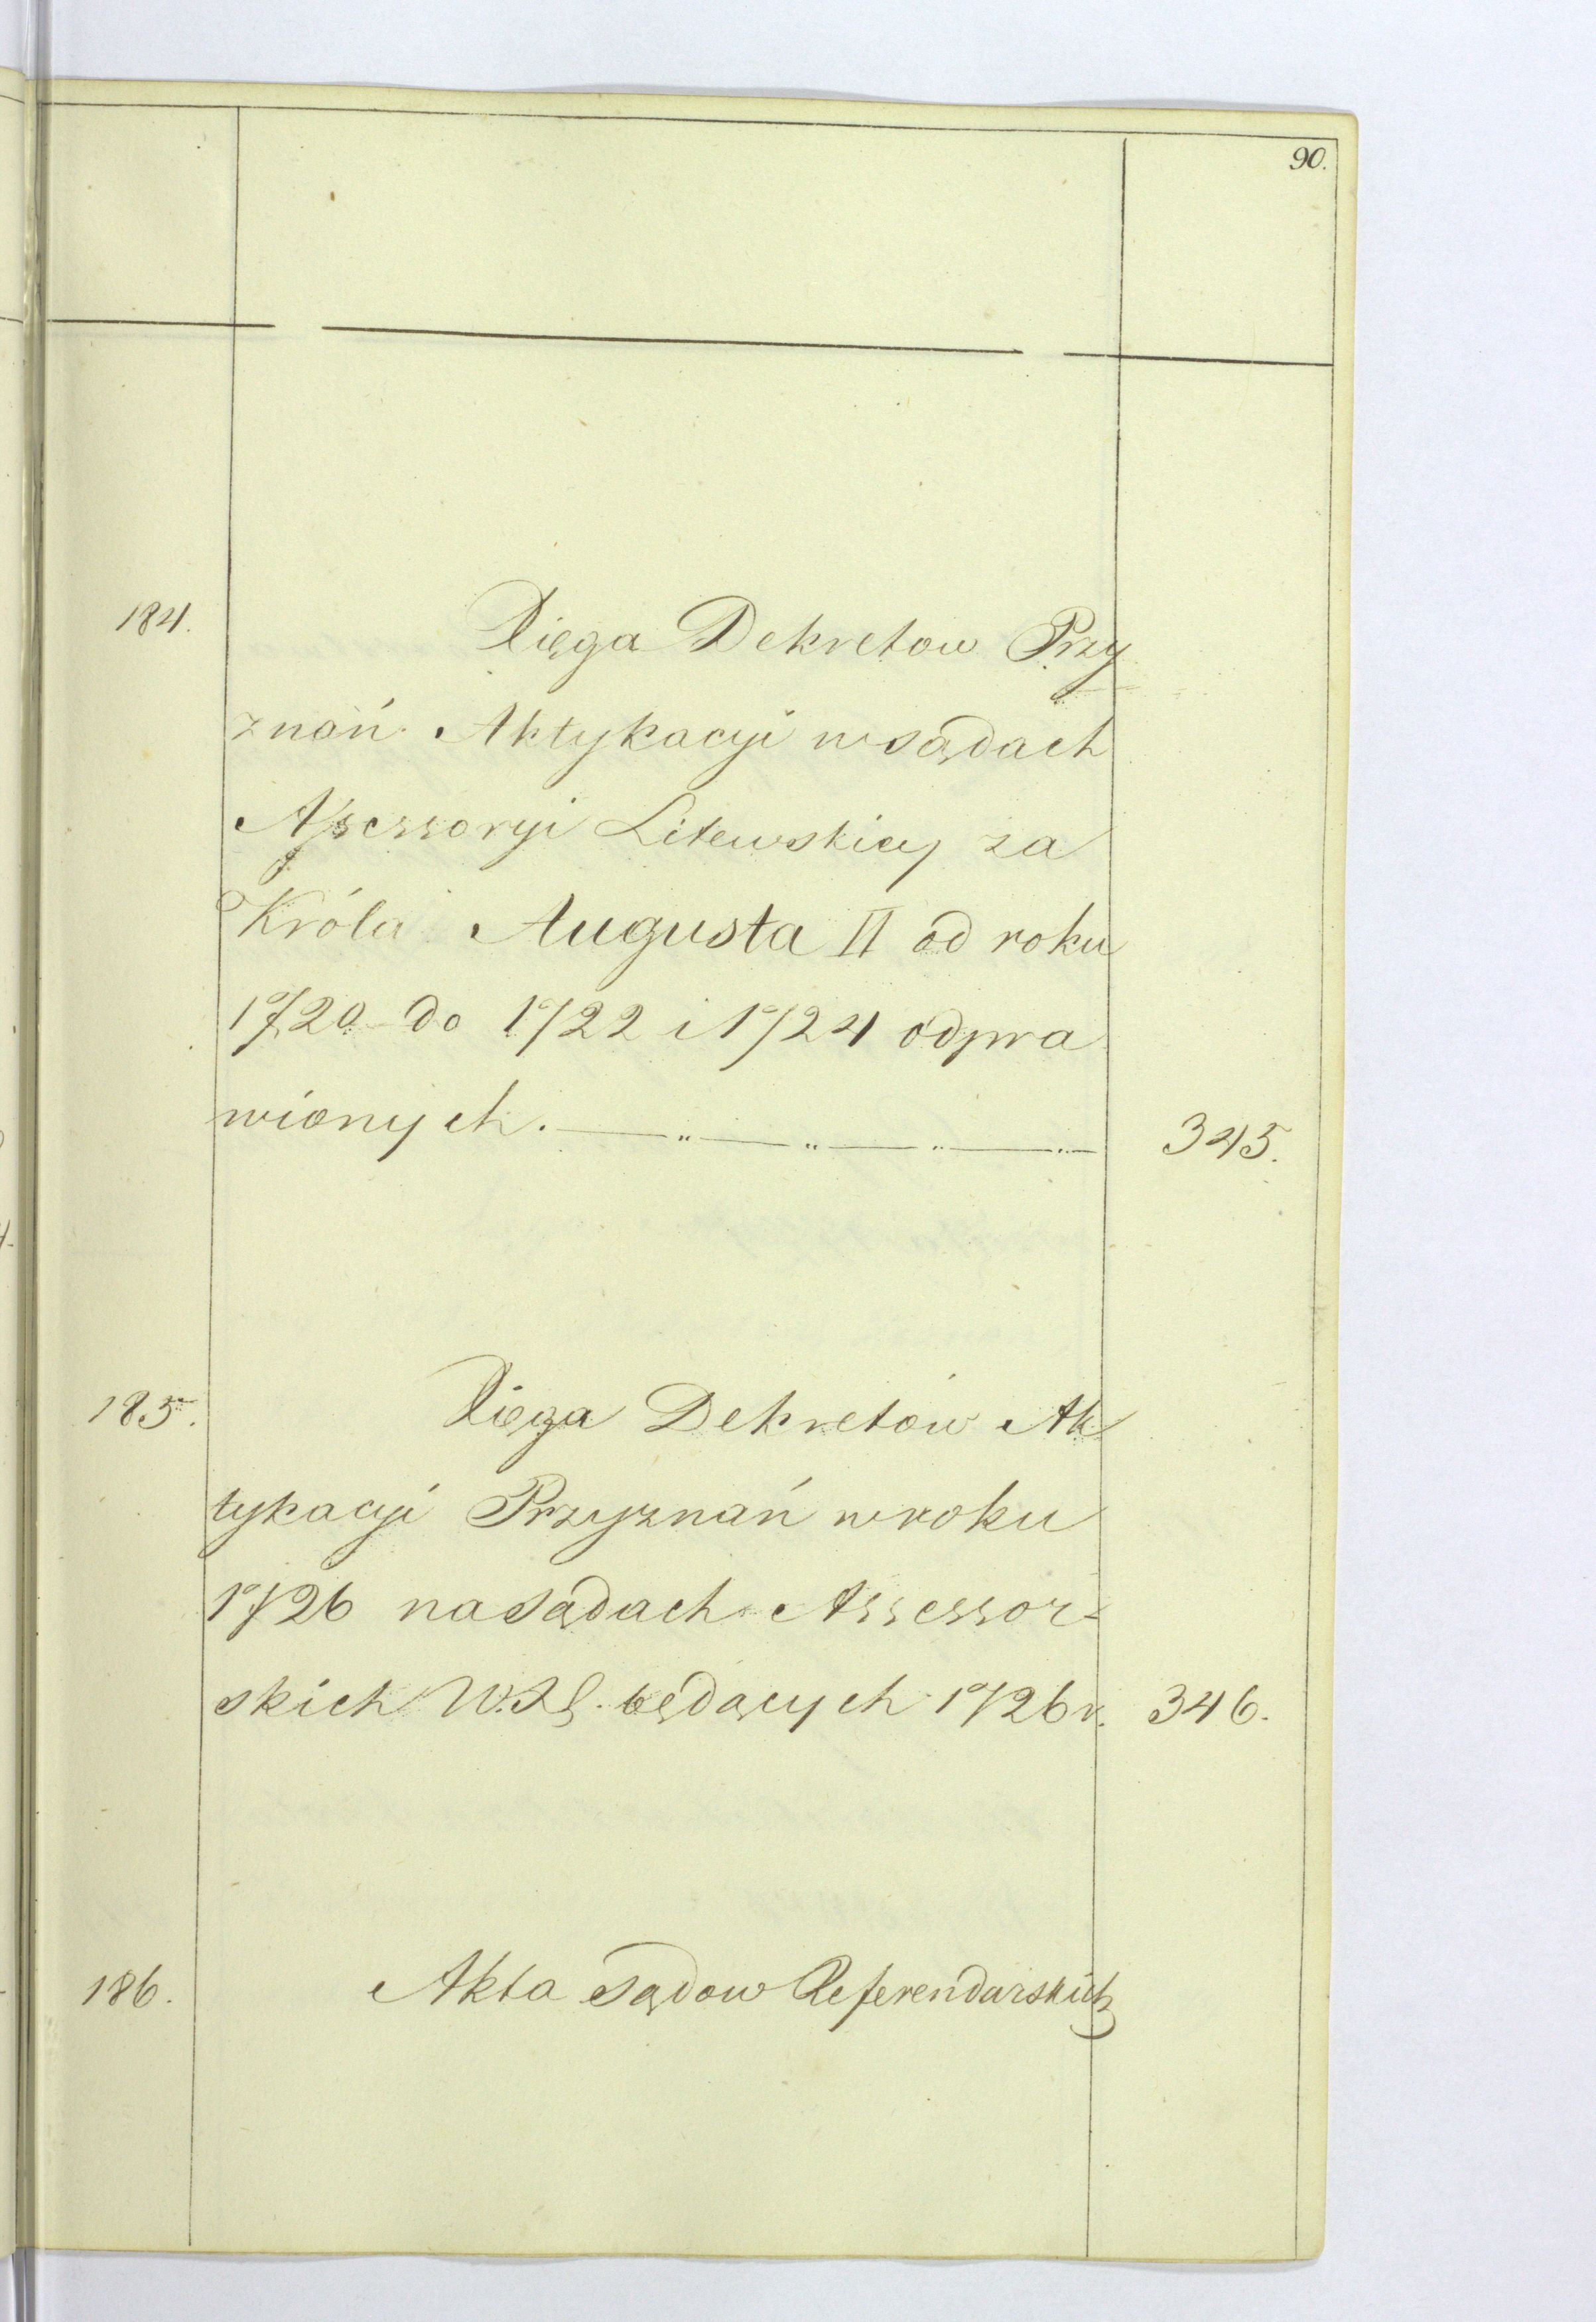 90.
184. Xięga Dekretow Przy
znań Aktykacyi w sądach
Assessoryi Litewskiey za
Króla Augusta II od roku
1720 do 1722 i 1724 odpra
wionych. — „ — „ — „ — „ — 345.
185. Xięga Dekretów Ak
tykacyi Przyznań w roku
1726 na sądach Assessor-
skich W.X.L. będących 1726 r. 346.
186. Akta Sądow Referendarskich